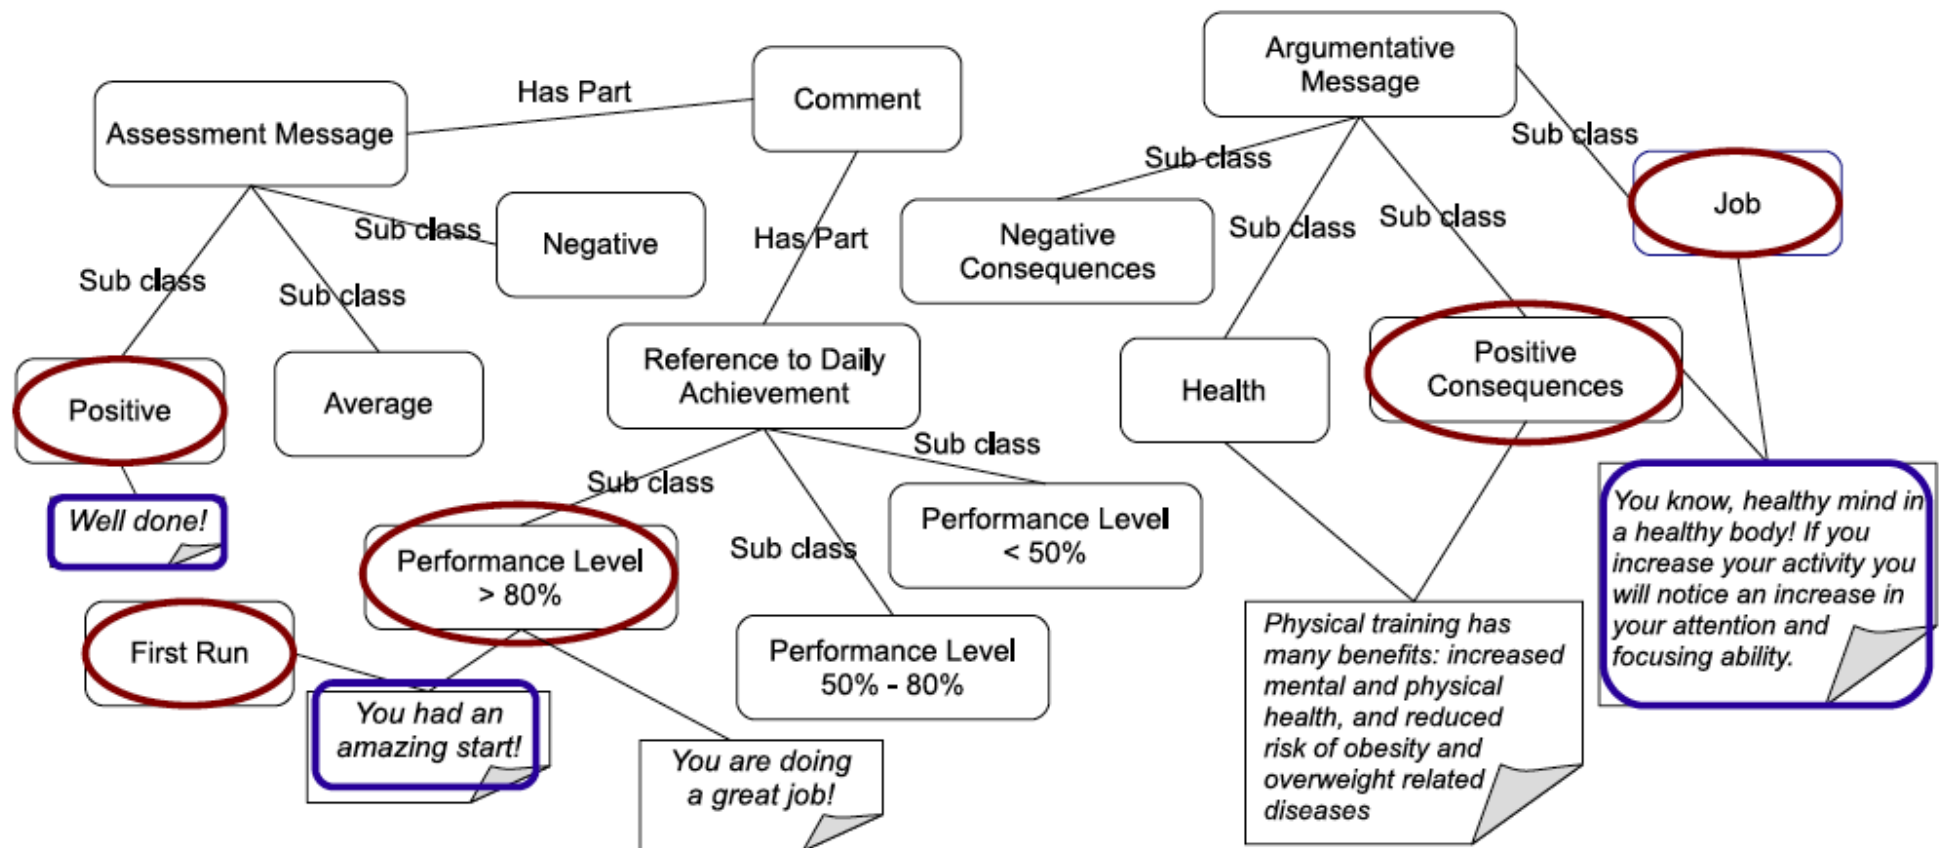 Argumentative
Message
Has Part
Comment
Assessment Message
Sub class
Sub class
Job
Sub class
Negative
Has Part
Negative
Consequences
Sub class
Sub class
Sub class
Sub class
Positive
Average
Reference to Daily
Achievement
Health
Positive
Consequences
Sub class
Sub class
Well done!
Performance Level
> 80%
Sub class
Performance Level
< 50%
You know, healthy mind in
a healthy body! If you
increase your activity you
will notice an increase in
your attention and
focusing ability.
First Run
Performance Level
50% - 80%
Physical training has
many benefits: increased
mental and physical
health, and reduced
risk of obesity and
overweight related
diseases
You had an
amazing start!
You are doing
a great job!